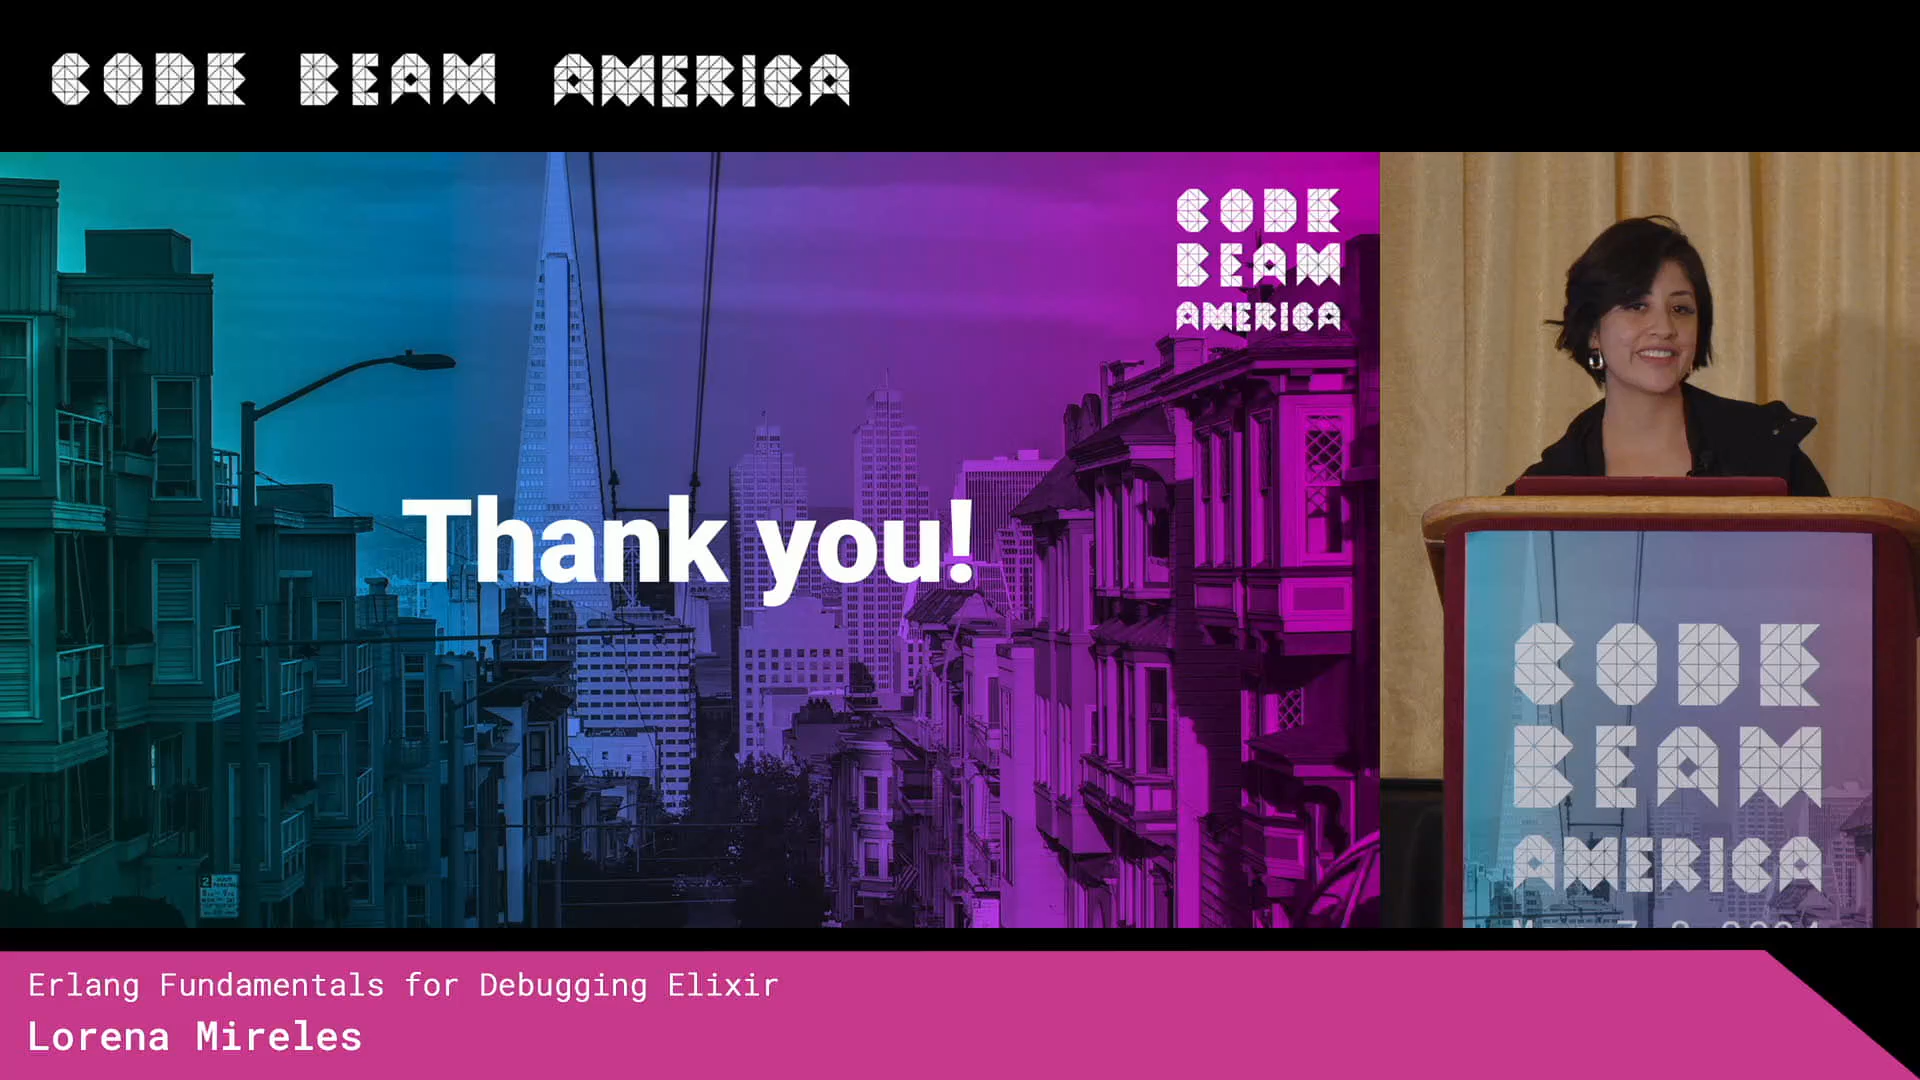 CODE BEAM AMERICA
CODE
BEAM
AMERICA
Thank you!
CODE
BEAM
AMERICA
Erlang Fundamentals for Debugging Elixir
Lorena Mireles